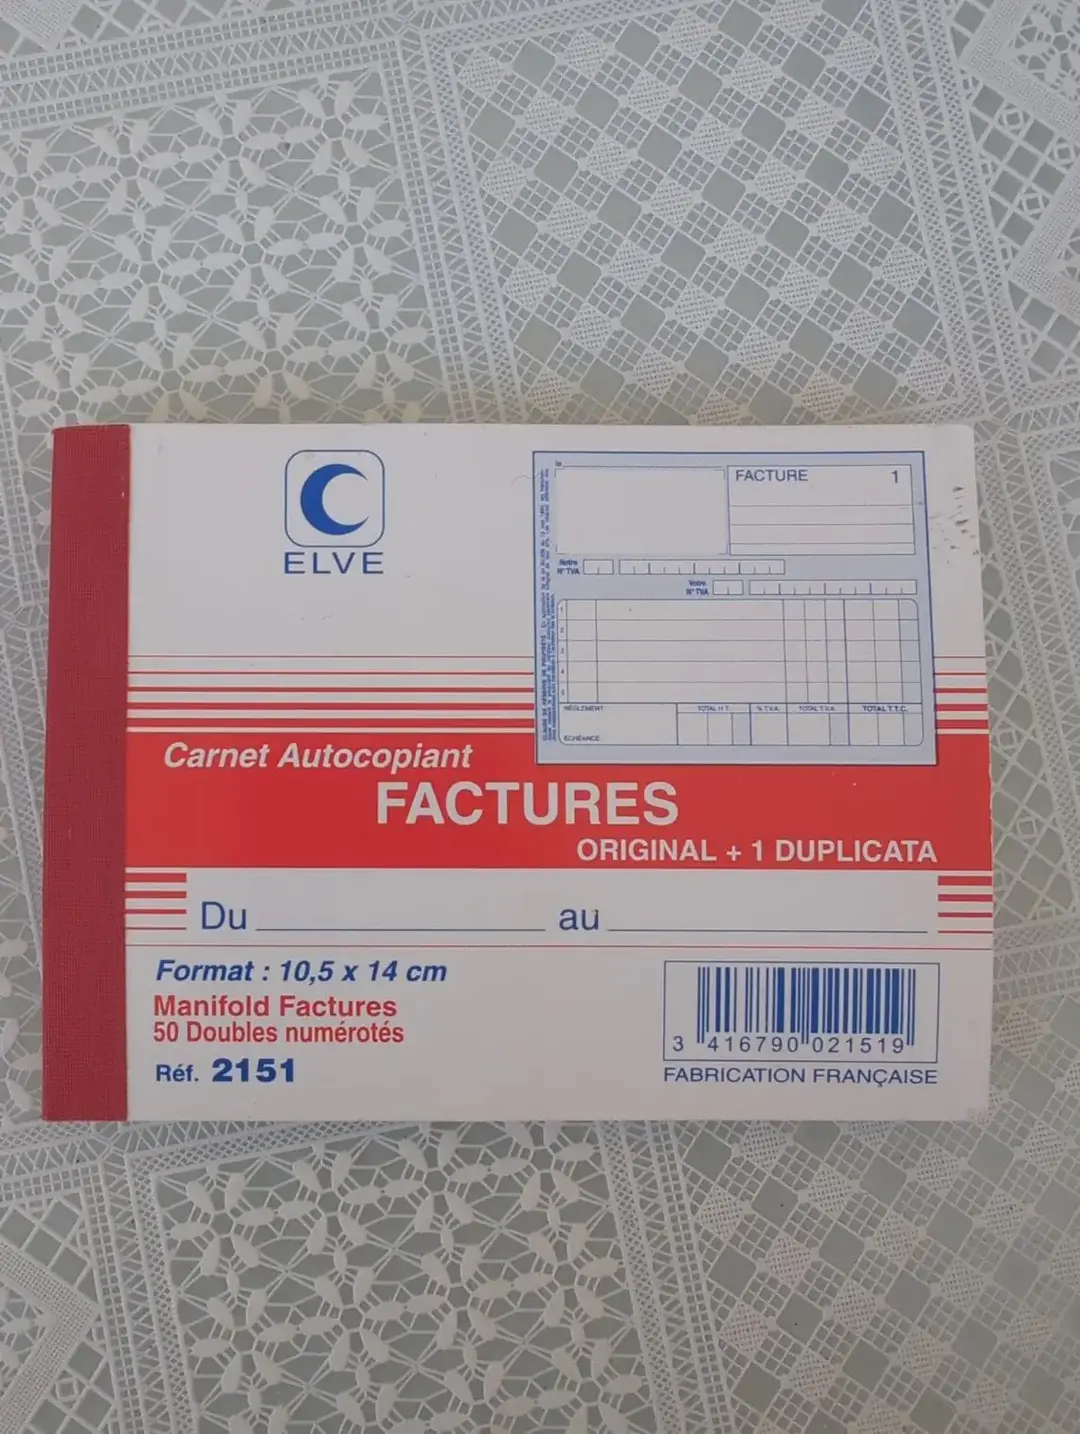 ELVE
FACTURE 1
Notre
N° TVA
Votre
N° TVA
RÈGLEMENT
TOTAL H.T.
% TVA
TOTAL T.V.A.
TOTAL T.T.C.
ÉCHÉANCE
Carnet Autocopiant
FACTURES
ORIGINAL + 1 DUPLICATA
Du au
Format : 10,5 x 14 cm
Manifold Factures
50 Doubles numérotés
Réf. 2151
3 416790 021519
FABRICATION FRANÇAISE